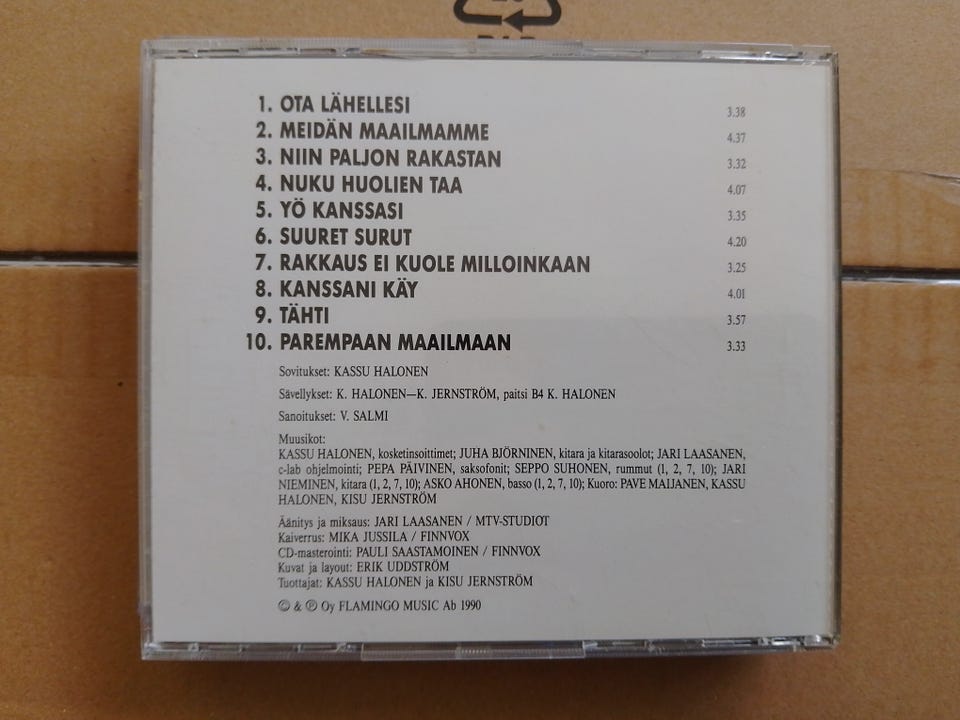 1. OTA LÄHELLESI 3.38
2. MEIDÄN MAAILMAMME 4.37
3. NIIN PALJON RAKASTAN 3.32
4. NUKU HUOLIEN TAA 4.07
5. YÖ KANSSASI 3.35
6. SUURET SURUT 4.20
7. RAKKAUS EI KUOLE MILLOINKAAN 3.25
8. KANSSANI KÄY 4.01
9. TÄHTI 3.57
10. PAREMPAAN MAAILMAAN 3.33
Sovitukset: KASSU HALONEN
Sävellykset: K. HALONEN—K. JERNSTRÖM, paitsi B4 K. HALONEN
Sanoitukset: V. SALMI
Muusikot:
KASSU HALONEN, kosketinsoittimet; JUHA BJÖRNINEN, kitara ja kitarasoolot; JARI LAASANEN,
c-lab ohjelmointi; PEPA PÄIVINEN, saksofonit; SEPPO SUHONEN, rummut (1, 2, 7, 10); JARI
NIEMINEN, kitara (1, 2, 7, 10); ASKO AHONEN, basso (1, 2, 7, 10); Kuoro: PAVE MAIJANEN, KASSU
HALONEN, KISU JERNSTRÖM
Äänitys ja miksaus: JARI LAASANEN / MTV-STUDIOT
Kaiverrus: MIKA JUSSILA / FINNVOX
CD-masterointi: PAULI SAASTAMOINEN / FINNVOX
Kuvat ja layout: ERIK UDDSTRÖM
Tuottajat: KASSU HALONEN ja KISU JERNSTRÖM
© & ℗ Oy FLAMINGO MUSIC Ab 1990